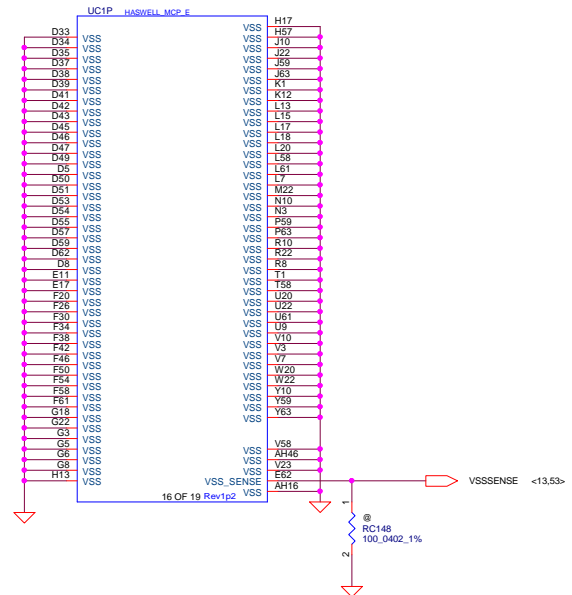 UC1P HASWELL_MCP_E
D33 VSS
D34 VSS
D35 VSS
D37 VSS
D38 VSS
D39 VSS
D41 VSS
D42 VSS
D43 VSS
D45 VSS
D46 VSS
D47 VSS
D49 VSS
D5 VSS
D50 VSS
D51 VSS
D53 VSS
D54 VSS
D55 VSS
D57 VSS
D59 VSS
D62 VSS
D8 VSS
E11 VSS
E17 VSS
F20 VSS
F26 VSS
F30 VSS
F34 VSS
F38 VSS
F42 VSS
F46 VSS
F50 VSS
F54 VSS
F58 VSS
F61 VSS
G18 VSS
G22 VSS
G3 VSS
G5 VSS
G6 VSS
G8 VSS
H13 VSS
VSS H17
VSS H57
VSS J10
VSS J22
VSS J59
VSS J63
VSS K1
VSS K12
VSS L13
VSS L15
VSS L17
VSS L18
VSS L20
VSS L58
VSS L61
VSS L7
VSS M22
VSS N10
VSS N3
VSS P59
VSS P63
VSS R10
VSS R22
VSS R8
VSS T1
VSS T58
VSS U20
VSS U22
VSS U61
VSS U9
VSS V10
VSS V3
VSS V7
VSS W20
VSS W22
VSS Y10
VSS Y59
VSS Y63
VSS V58
VSS AH46
VSS V23
VSS_SENSE E62
VSS AH16
16 OF 19 Rev1p2
VSSSENSE <13,53>
1
@
RC148
100_0402_1%
2